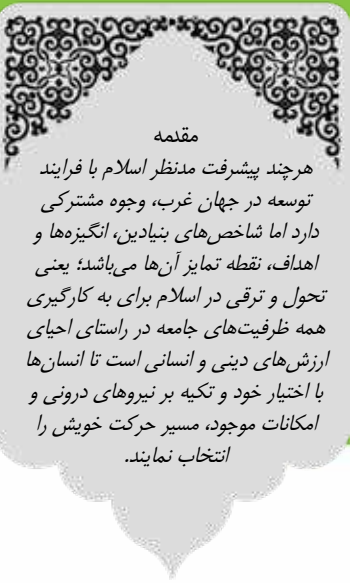 مقدمه
هرچند پیشرفت مدنظر اسلام با فرایند
توسعه در جهان غرب، وجوه مشترکی
دارد اما شاخص‌های بنیادین، انگیزه‌ها و
اهداف، نقطه تمایز آن‌ها می‌باشد؛ یعنی
تحول و ترقی در اسلام برای به کارگیری
همه ظرفیت‌های جامعه در راستای احیای
ارزش‌های دینی و انسانی است تا انسان‌ها
با اختیار خود و تکیه بر نیروهای درونی و
امکانات موجود، مسیر حرکت خویش را
انتخاب نمایند.